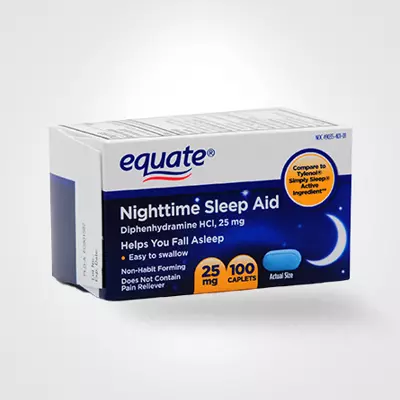 equate®
Compare to
Tylenol®
Simply Sleep®
Active
Ingredient**
Nighttime Sleep Aid
Diphenhydramine HCl, 25 mg
Helps You Fall Asleep
• Easy to swallow
Non-Habit Forming
Does Not Contain
Pain Reliever
25
mg
100
CAPLETS
Actual Size